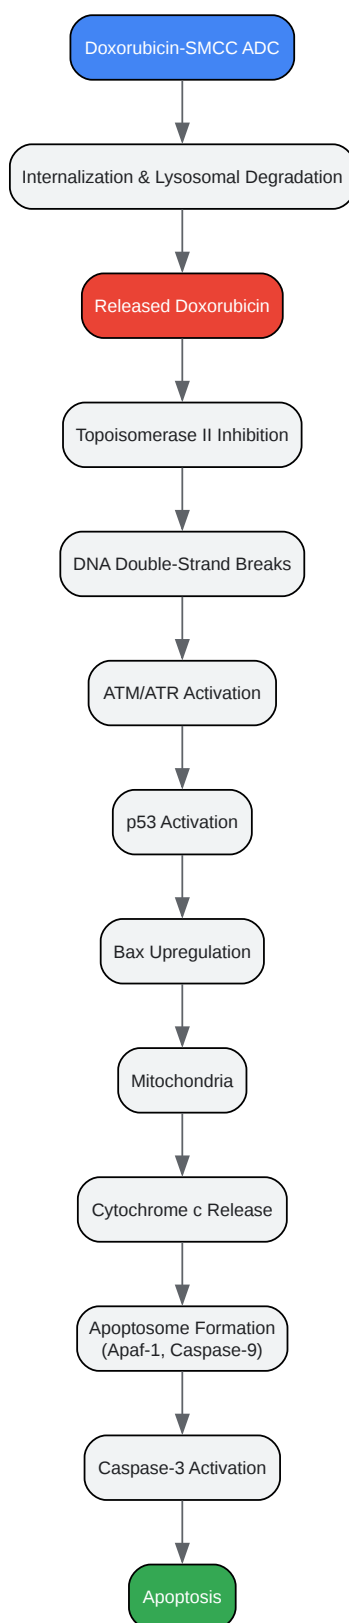 Doxorubicin-SMCC ADC
Internalization & Lysosomal Degradation
Released Doxorubicin
Topoisomerase II Inhibition
DNA Double-Strand Breaks
ATM/ATR Activation
p53 Activation
Bax Upregulation
Mitochondria
Cytochrome c Release
Apoptosome Formation
(Apaf-1, Caspase-9)
Caspase-3 Activation
Apoptosis